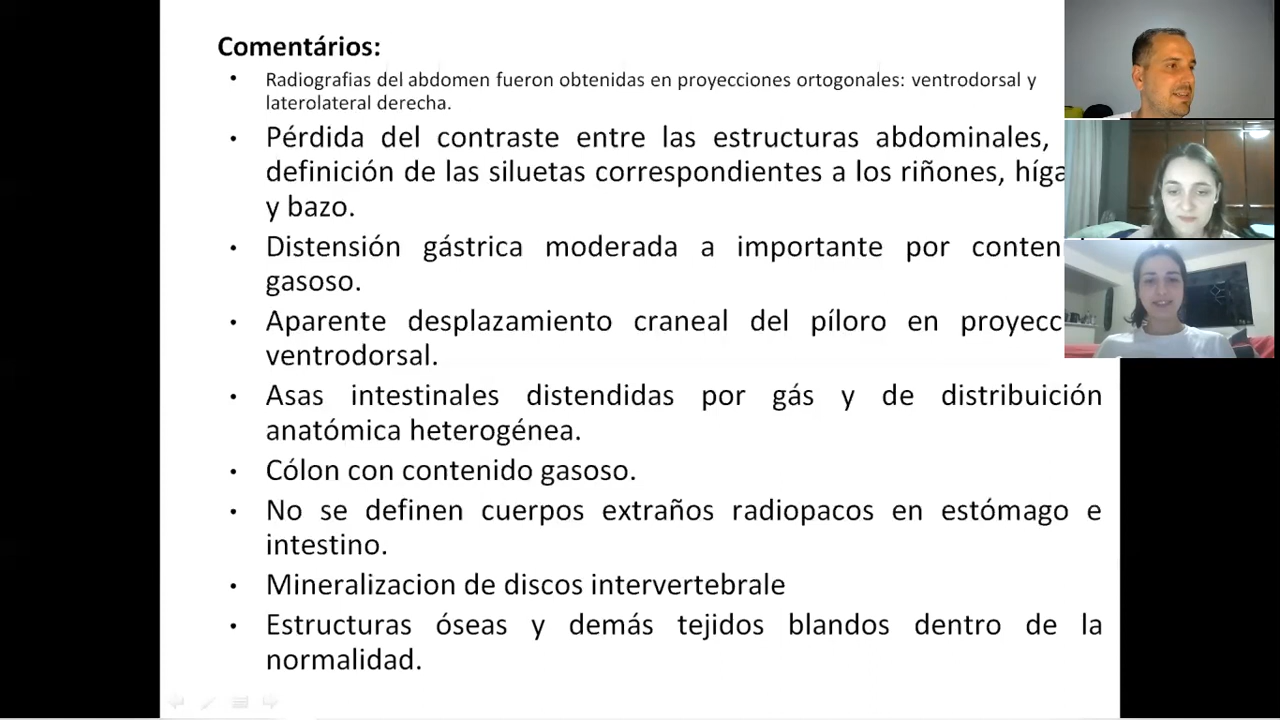 Comentários:
• Radiografias del abdomen fueron obtenidas en proyecciones ortogonales: ventrodorsal y
laterolateral derecha.
• Pérdida del contraste entre las estructuras abdominales,
definición de las siluetas correspondientes a los riñones,
y bazo.
• Distensión gástrica moderada a importante por
gasoso.
• Aparente desplazamiento craneal del píloro en
ventrodorsal.
• Asas intestinales distendidas por gás y de distribuición
anatómica heterogénea.
• Cólon con contenido gasoso.
• No se definen cuerpos extraños radiopacos en estómago e
intestino.
• Mineralizacion de discos intervertebrale
• Estructuras óseas y demás tejidos blandos dentro de la
normalidad.